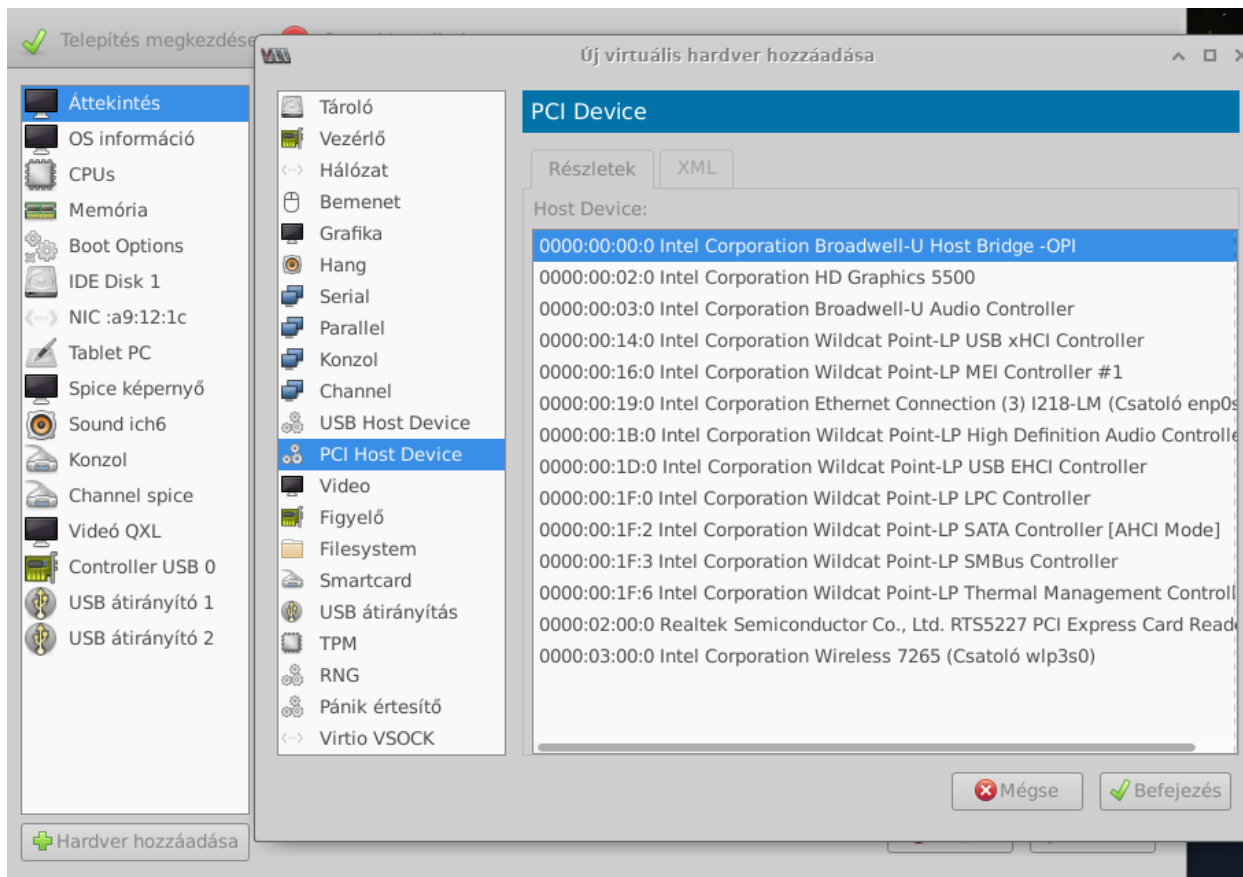 Telepítés megkezdése
Új virtuális hardver hozzáadása
Áttekintés
OS információ
CPUs
Memória
Boot Options
IDE Disk 1
NIC :a9:12:1c
Tablet PC
Spice képernyő
Sound ich6
Konzol
Channel spice
Videó QXL
Controller USB 0
USB átirányító 1
USB átirányító 2
Hardver hozzáadása
Tároló
Vezérlő
Hálózat
Bemenet
Grafika
Hang
Serial
Parallel
Konzol
Channel
USB Host Device
PCI Host Device
Video
Figyelő
Filesystem
Smartcard
USB átirányítás
TPM
RNG
Pánik értesítő
Virtio VSOCK
PCI Device
Részletek
XML
Host Device:
0000:00:00:0 Intel Corporation Broadwell-U Host Bridge -OPI
0000:00:02:0 Intel Corporation HD Graphics 5500
0000:00:03:0 Intel Corporation Broadwell-U Audio Controller
0000:00:14:0 Intel Corporation Wildcat Point-LP USB xHCI Controller
0000:00:16:0 Intel Corporation Wildcat Point-LP MEI Controller #1
0000:00:19:0 Intel Corporation Ethernet Connection (3) I218-LM (Csatoló enp0s
0000:00:1B:0 Intel Corporation Wildcat Point-LP High Definition Audio Controlle
0000:00:1D:0 Intel Corporation Wildcat Point-LP USB EHCI Controller
0000:00:1F:0 Intel Corporation Wildcat Point-LP LPC Controller
0000:00:1F:2 Intel Corporation Wildcat Point-LP SATA Controller [AHCI Mode]
0000:00:1F:3 Intel Corporation Wildcat Point-LP SMBus Controller
0000:00:1F:6 Intel Corporation Wildcat Point-LP Thermal Management Controll
0000:02:00:0 Realtek Semiconductor Co., Ltd. RTS5227 PCI Express Card Reade
0000:03:00:0 Intel Corporation Wireless 7265 (Csatoló wlp3s0)
Mégse
Befejezés